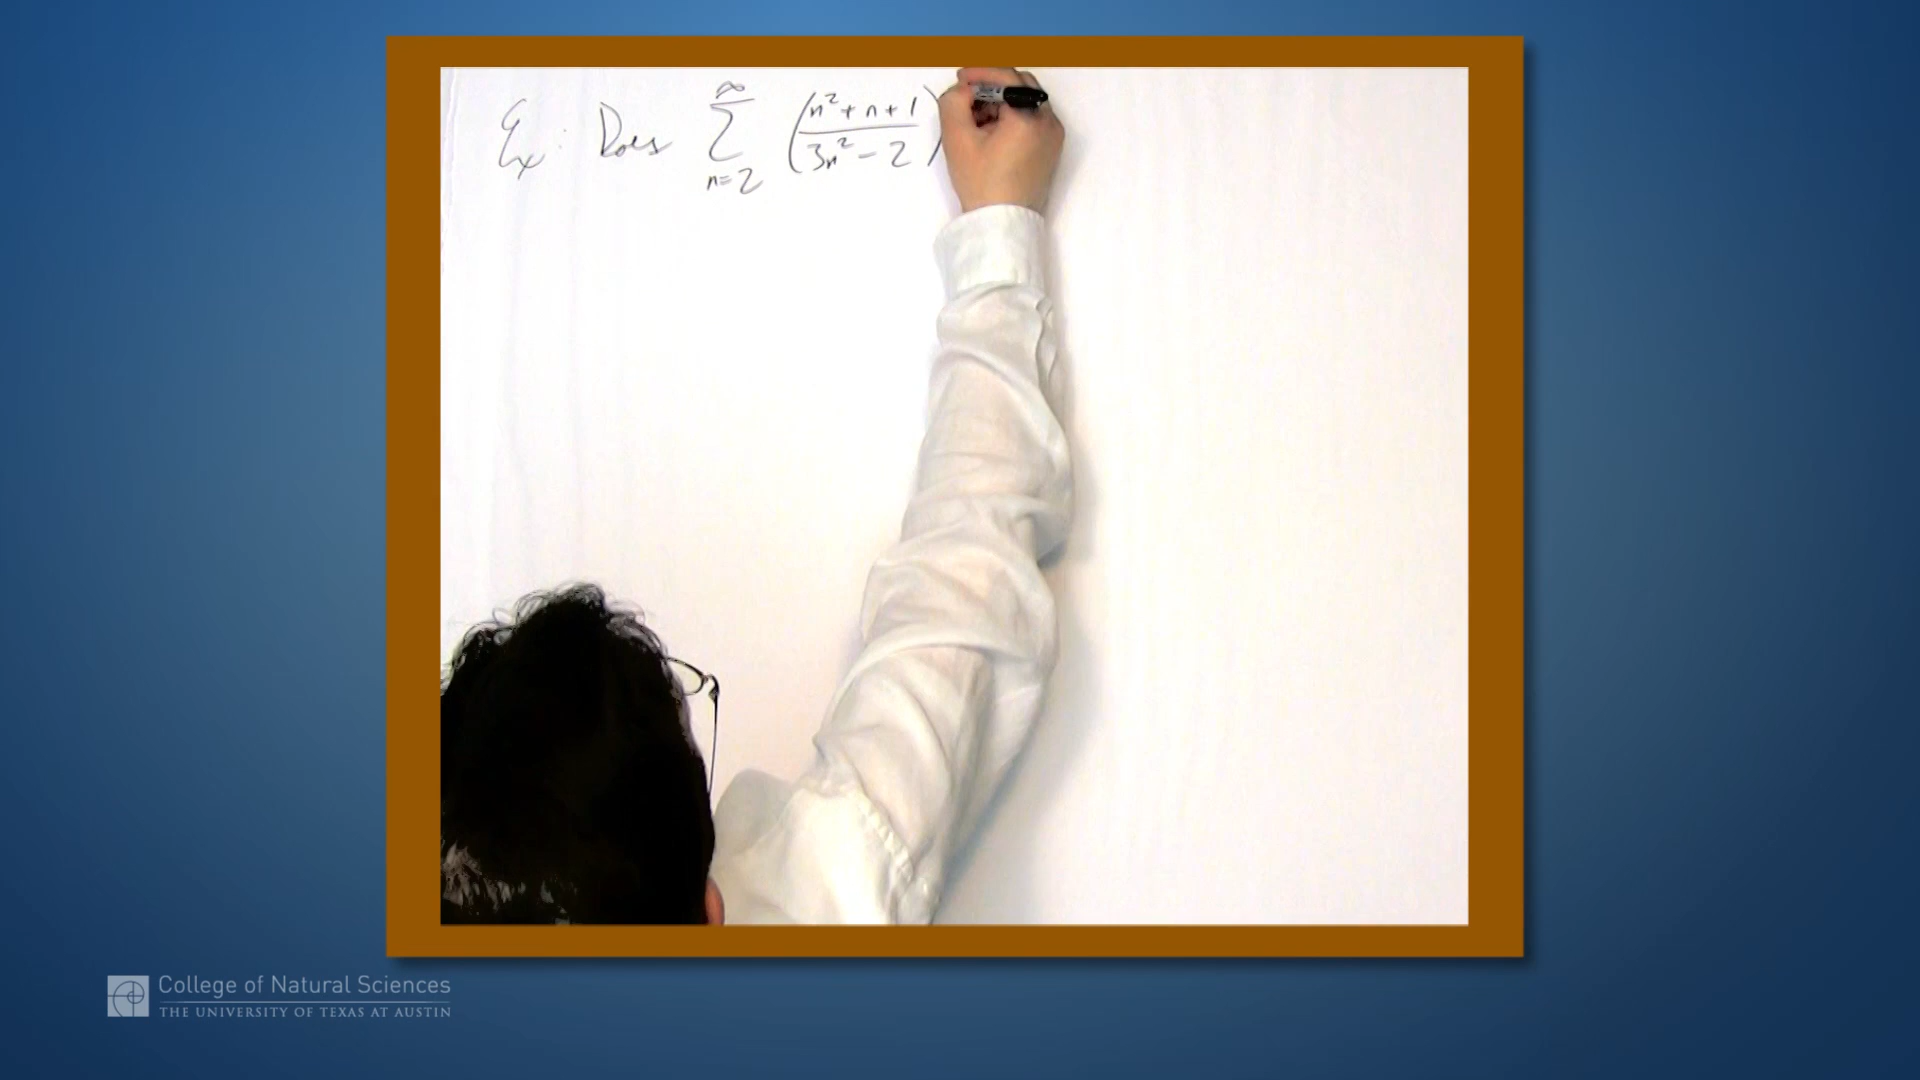 Ex: Does ∑_{n=2}^{∞} ((n²+n+1)/(3n²-2))
College of Natural Sciences
THE UNIVERSITY OF TEXAS AT AUSTIN